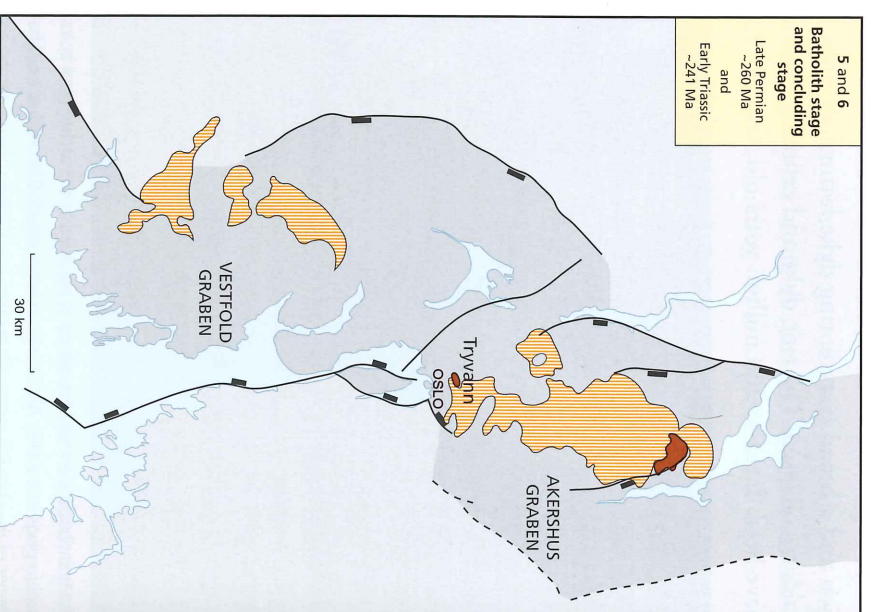 5 and 6
Batholith stage
and concluding
stage
Late Permian
~260 Ma
and
Early Triassic
~241 Ma
VESTFOLD
GRABEN
30 km
Tryvann
OSLO
AKERSHUS
GRABEN